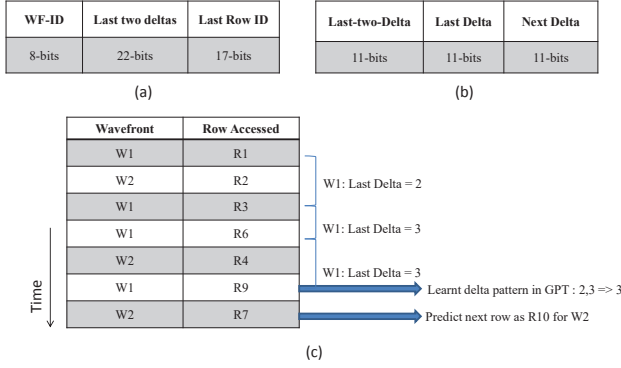 WF-ID Last two deltas Last Row ID
8-bits 22-bits 17-bits
(a)
Last-two-Delta Last Delta Next Delta
11-bits 11-bits 11-bits
(b)
Wavefront Row Accessed
W1 R1
W2 R2
W1 R3
W1 R6
W2 R4
W1 R9
W2 R7
W1: Last Delta = 2
W1: Last Delta = 3
W1: Last Delta = 3
Learnt delta pattern in GPT : 2,3 => 3
Predict next row as R10 for W2
Time
(c)